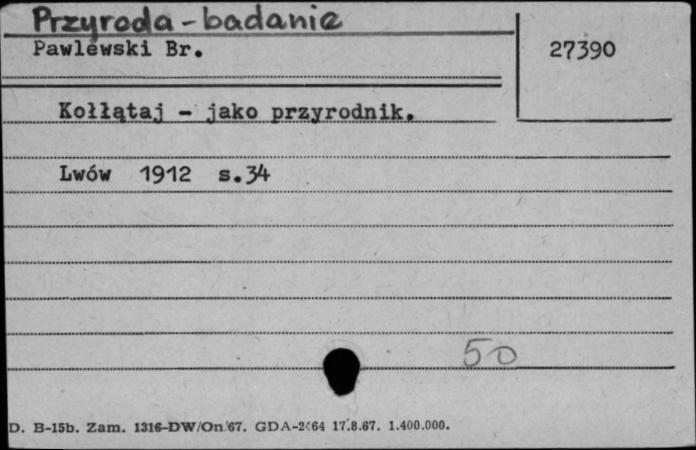 Przyroda - badanie
Pawlewski Br.
27390
Kołłątaj - jako przyrodnik.
Lwów 1912 s.34
50
D. B-15b. Zam. 1316-DW/On/67. GDA-2464 17.8.67. 1.400.000.